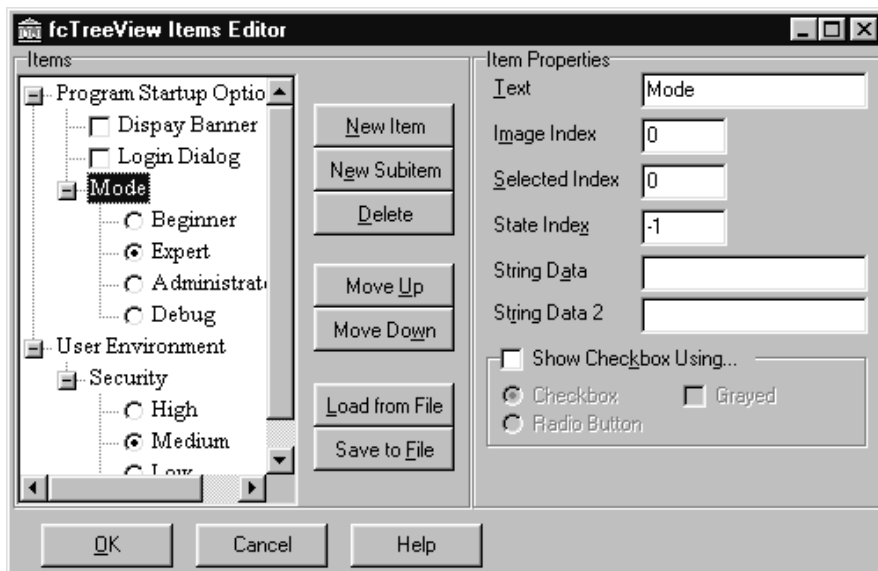 fcTreeView Items Editor
Items
Program Startup Optio
Dispay Banner
Login Dialog
Mode
Beginner
Expert
Administrat
Debug
User Environment
Security
High
Medium
Low
New Item
New Subitem
Delete
Move Up
Move Down
Load from File
Save to File
Item Properties
Text Mode
Image Index 0
Selected Index 0
State Index -1
String Data
String Data 2
Show Checkbox Using...
Checkbox Grayed
Radio Button
OK Cancel Help